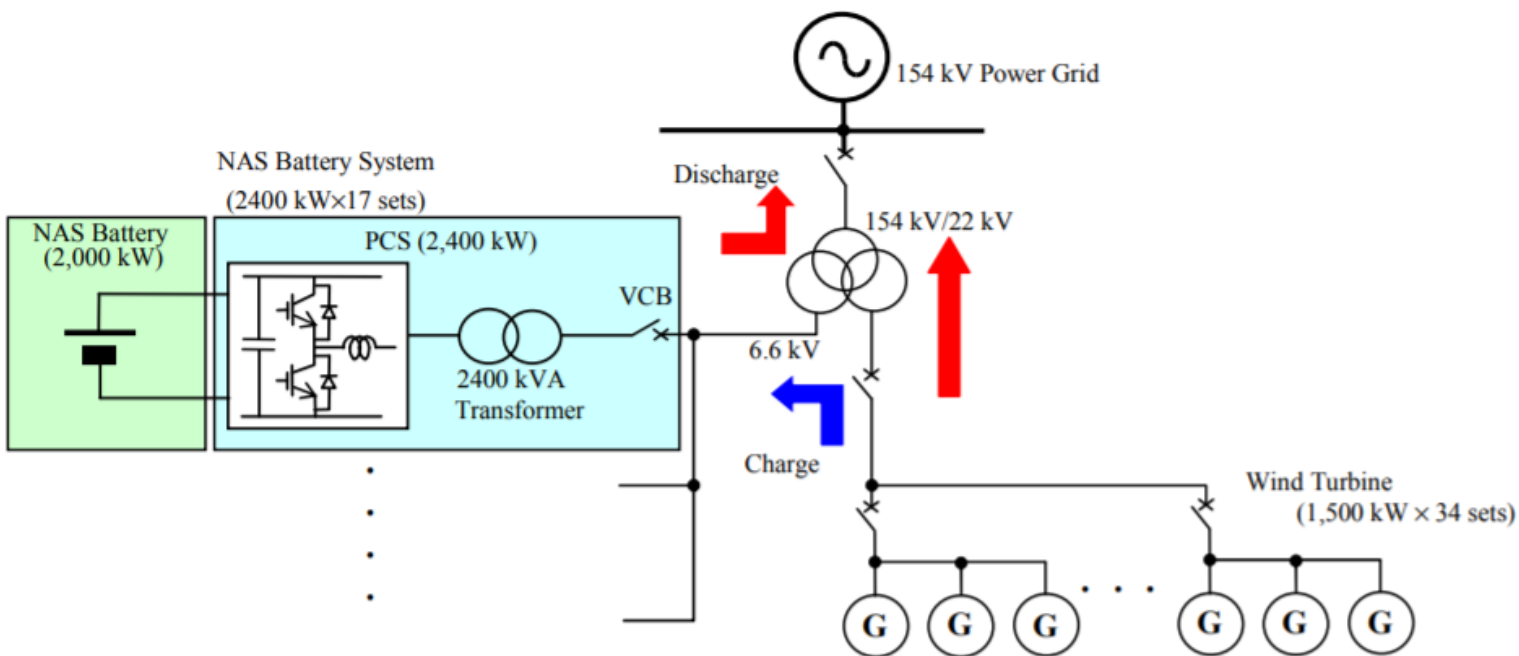 154 kV Power Grid
NAS Battery System
(2400 kW×17 sets)
Discharge
154 kV/22 kV
NAS Battery
(2,000 kW)
PCS (2,400 kW)
VCB
6.6 kV
2400 kVA
Transformer
Charge
Wind Turbine
(1,500 kW × 34 sets)
G
G
G
G
G
G